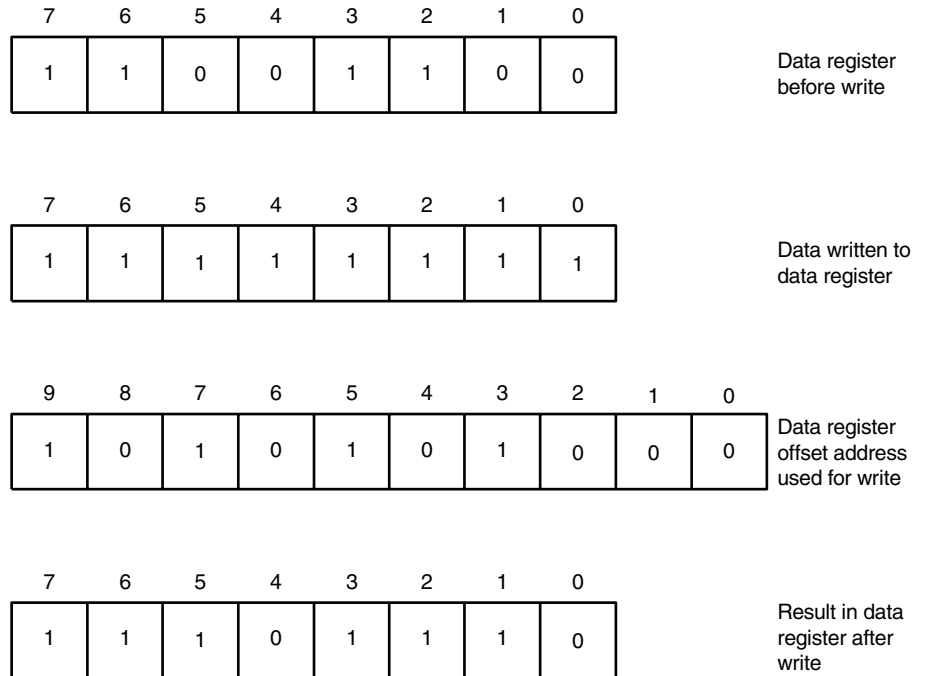 7 6 5 4 3 2 1 0
1 1 0 0 1 1 0 0
Data register
before write
7 6 5 4 3 2 1 0
1 1 1 1 1 1 1 1
Data written to
data register
9 8 7 6 5 4 3 2 1 0
1 0 1 0 1 0 1 0 0 0
Data register
offset address
used for write
7 6 5 4 3 2 1 0
1 1 1 0 1 1 1 0
Result in data
register after
write